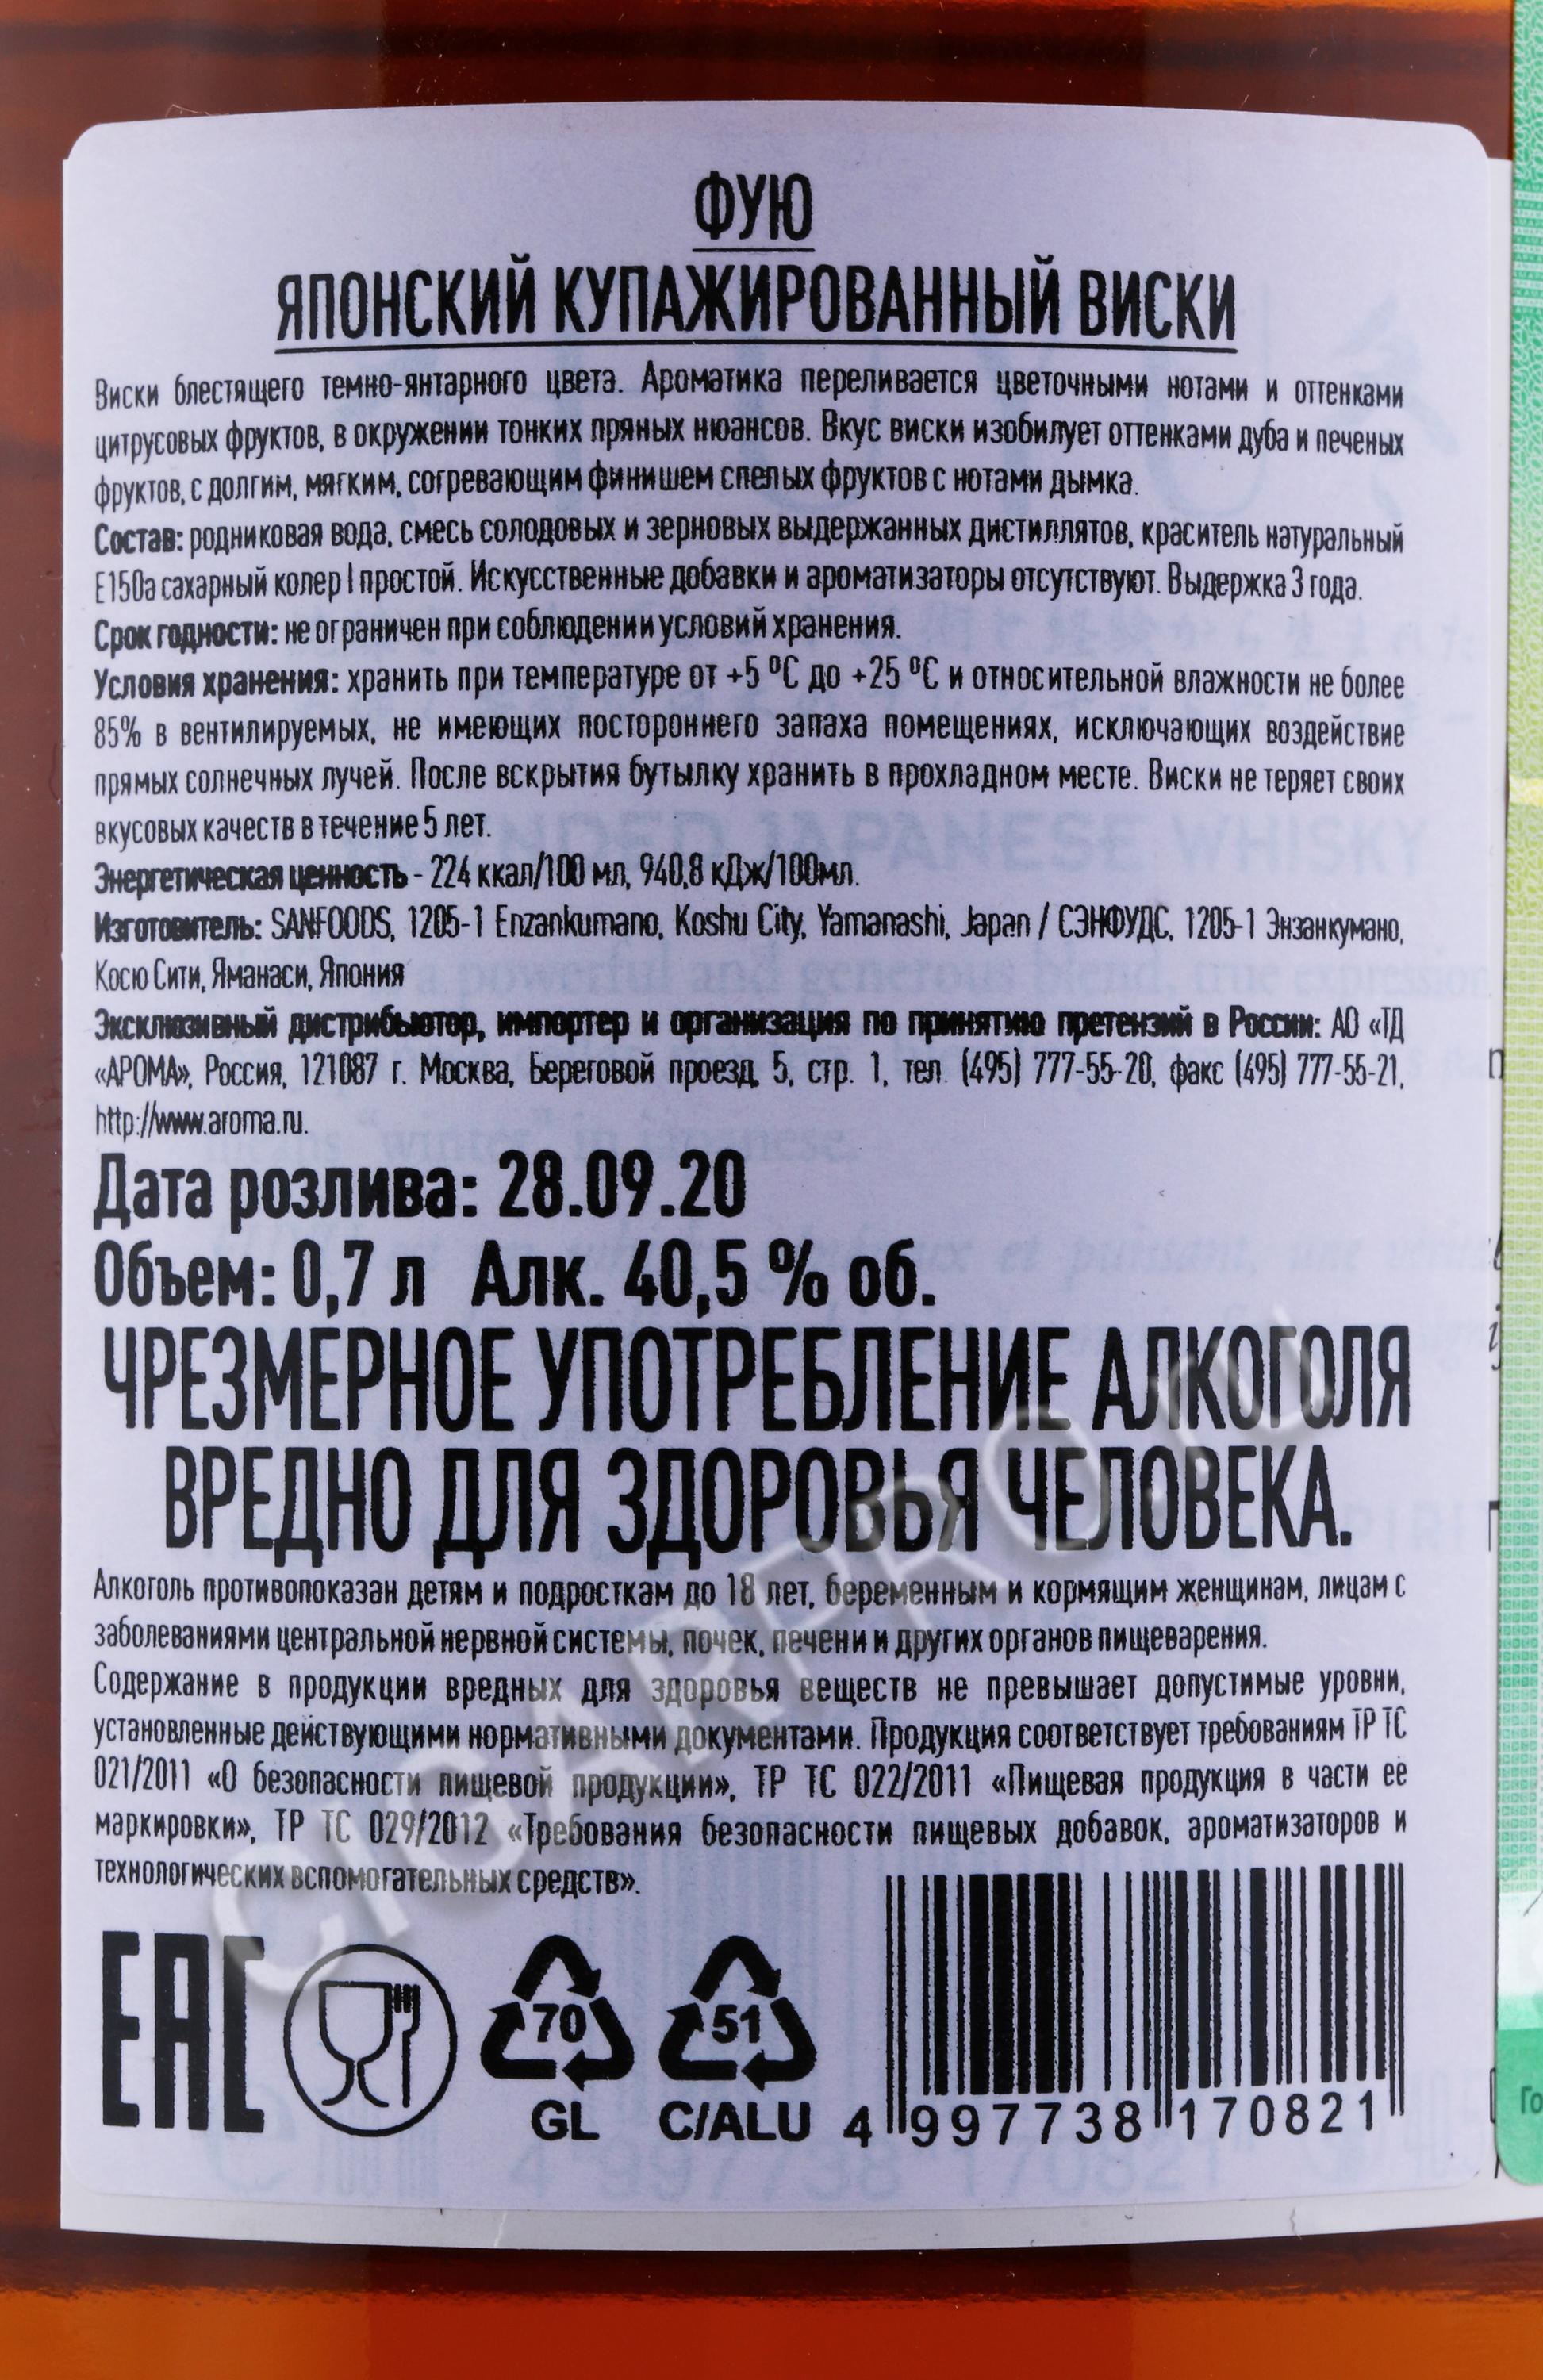 ФУЮ
ЯПОНСКИЙ КУПАЖИРОВАННЫЙ ВИСКИ
Виски блестящего темно-янтарного цвета. Ароматика переливается цветочными нотами и оттенками
цитрусовых фруктов, в окружении тонких пряных нюансов. Вкус виски изобилует оттенками дуба и печеных
фруктов, с долгим, мягким, согревающим финишем спелых фруктов с нотами дымка.
Состав: родниковая вода, смесь солодовых и зерновых выдержанных дистиллятов, краситель натуральный
Е150а сахарный колер I простой. Искусственные добавки и ароматизаторы отсутствуют. Выдержка 3 года.
Срок годности: не ограничен при соблюдении условий хранения.
Условия хранения: хранить при температуре от +5 ºС до +25 ºС и относительной влажности не более
85% в вентилируемых, не имеющих постороннего запаха помещениях, исключающих воздействие
прямых солнечных лучей. После вскрытия бутылку хранить в прохладном месте. Виски не теряет своих
вкусовых качеств в течение 5 лет.
Энергетическая ценность - 224 ккал/100 мл, 940,8 кДж/100мл.
Изготовитель: SANFOODS, 1205-1 Enzankumano, Koshu City, Yamanashi, Japan / СЭНФУДС, 1205-1 Энзанкумано,
Косю Сити, Яманаси, Япония
Эксклюзивный дистрибьютор, импортер и организация по принятию претензий в России: АО «ТД
«АРОМА», Россия, 121087 г. Москва, Береговой проезд, 5, стр. 1, тел. (495) 777-55-20, факс (495) 777-55-21,
http://www.aroma.ru.
Дата розлива: 28.09.20
Объем: 0,7 л Алк. 40,5 % об.
ЧРЕЗМЕРНОЕ УПОТРЕБЛЕНИЕ АЛКОГОЛЯ
ВРЕДНО ДЛЯ ЗДОРОВЬЯ ЧЕЛОВЕКА.
Алкоголь противопоказан детям и подросткам до 18 лет, беременным и кормящим женщинам, лицам с
заболеваниями центральной нервной системы, почек, печени и других органов пищеварения.
Содержание в продукции вредных для здоровья веществ не превышает допустимые уровни,
установленные действующими нормативными документами. Продукция соответствует требованиям ТР ТС
021/2011 «О безопасности пищевой продукции», ТР ТС 022/2011 «Пищевая продукция в части ее
маркировки», ТР ТС 029/2012 «Требования безопасности пищевых добавок, ароматизаторов и
технологических вспомогательных средств».
EAC
70
GL
51
C/ALU
4 997738 170821
CIGARPRO.RU